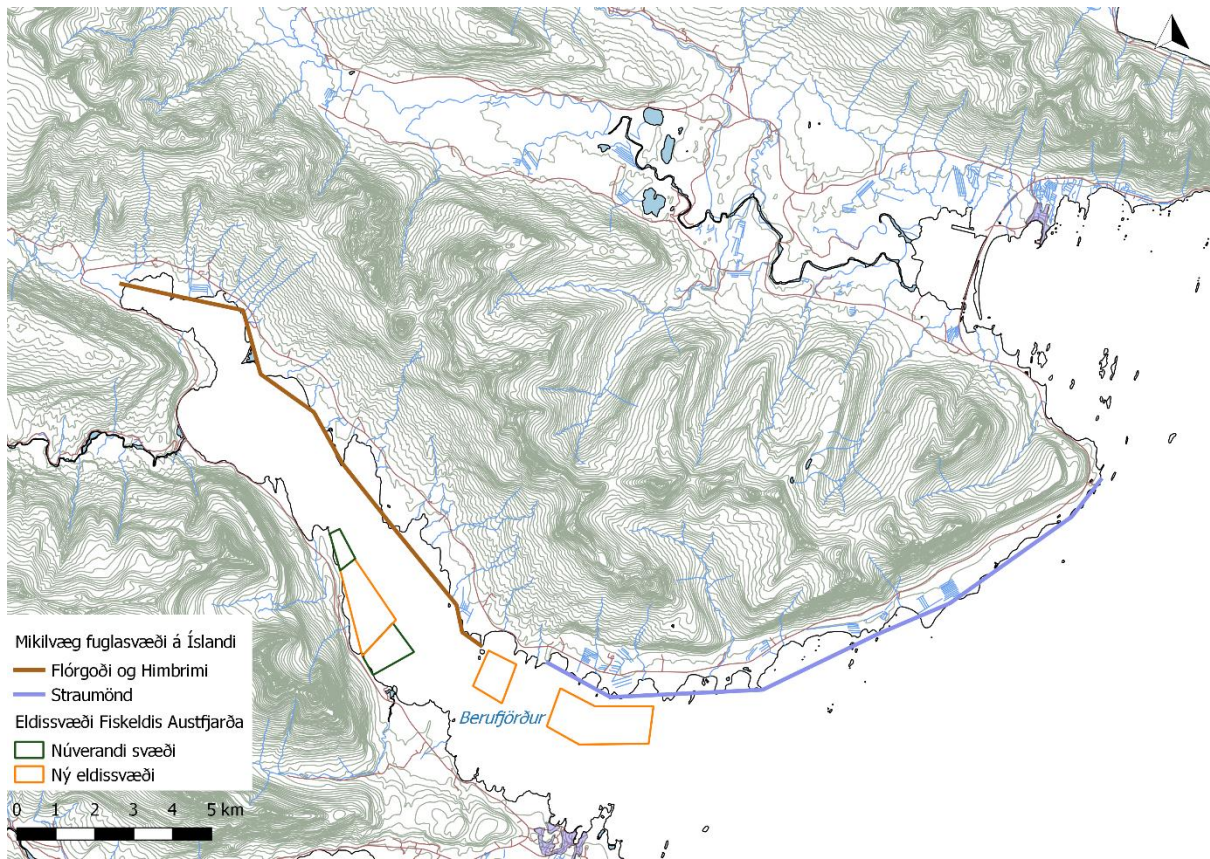 Berufjörður
Mikilvæg fuglasvæði á Íslandi
Flórgoði og Himbrimi
Straumönd
Eldissvæði Fiskeldis Austfjarða
Núverandi svæði
Ný eldissvæði
0 1 2 3 4 5 km